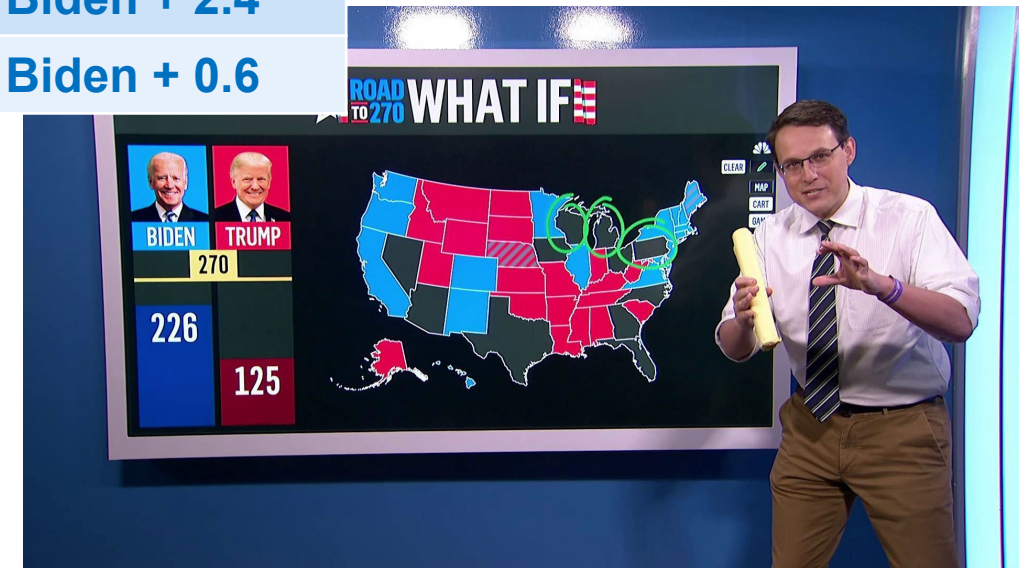 Biden + 2.4
Biden + 0.6
ROAD
TO 270
WHAT IF
CLEAR
MAP
CART
BIDEN
TRUMP
270
226
125